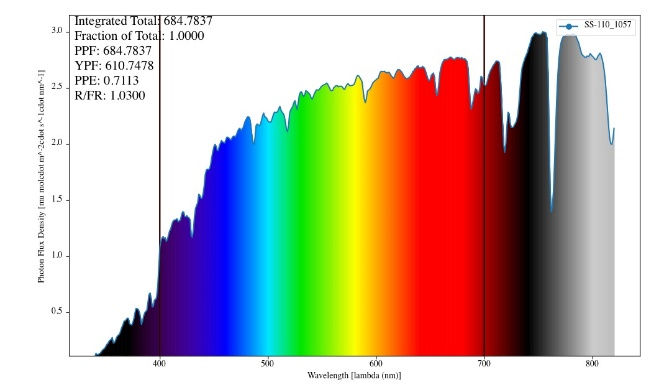 Integrated Total: 684.7837
Fraction of Total: 1.0000
PPF: 684.7837
YPF: 610.7478
PPE: 0.7113
R/FR: 1.0300
SS-110_1057
3.0
2.5
2.0
1.5
1.0
0.5
Photon Flux Density [mu molcdot m^-2cdot s^-1cdot nm^-1]
400 500 600 700 800
Wavelength [lambda (nm)]